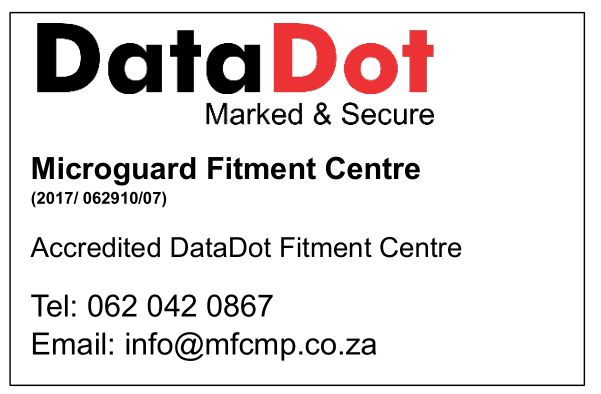 DataDot
Marked & Secure
Microguard Fitment Centre
(2017/ 062910/07)
Accredited DataDot Fitment Centre
Tel: 062 042 0867
Email: info@mfcmp.co.za